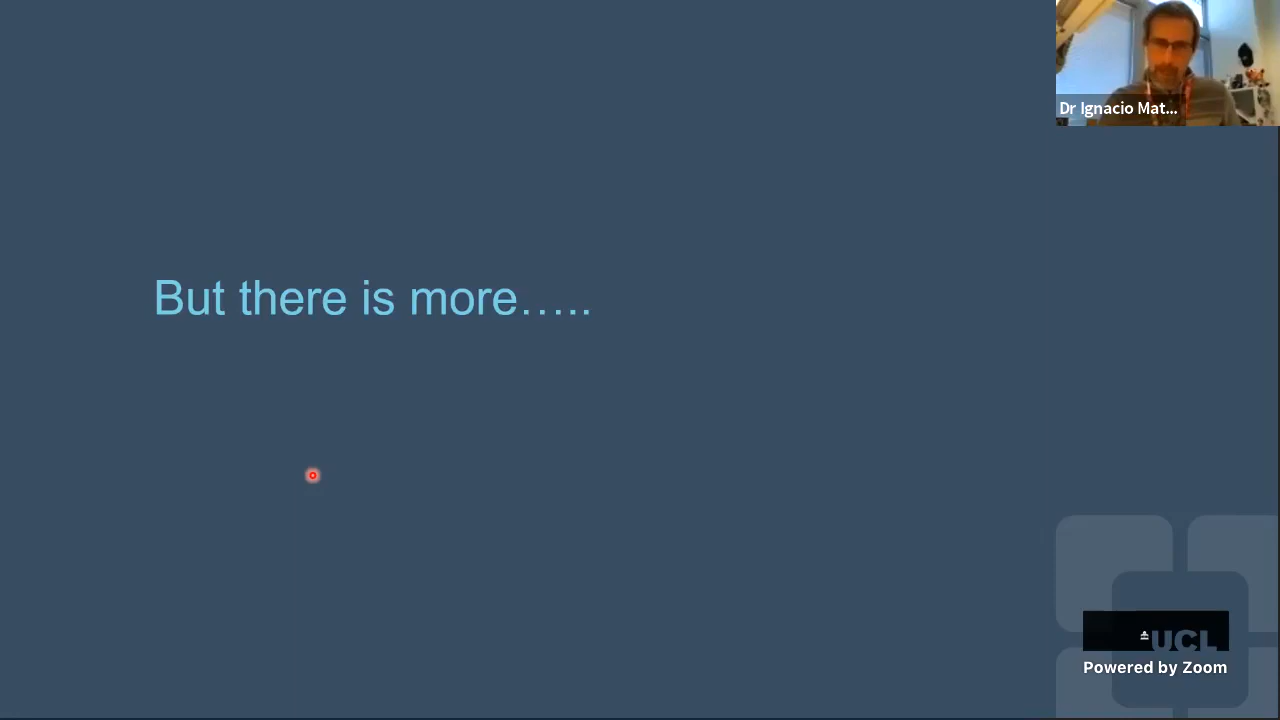 Dr Ignacio Mat...
But there is more.....
UCL
Powered by Zoom